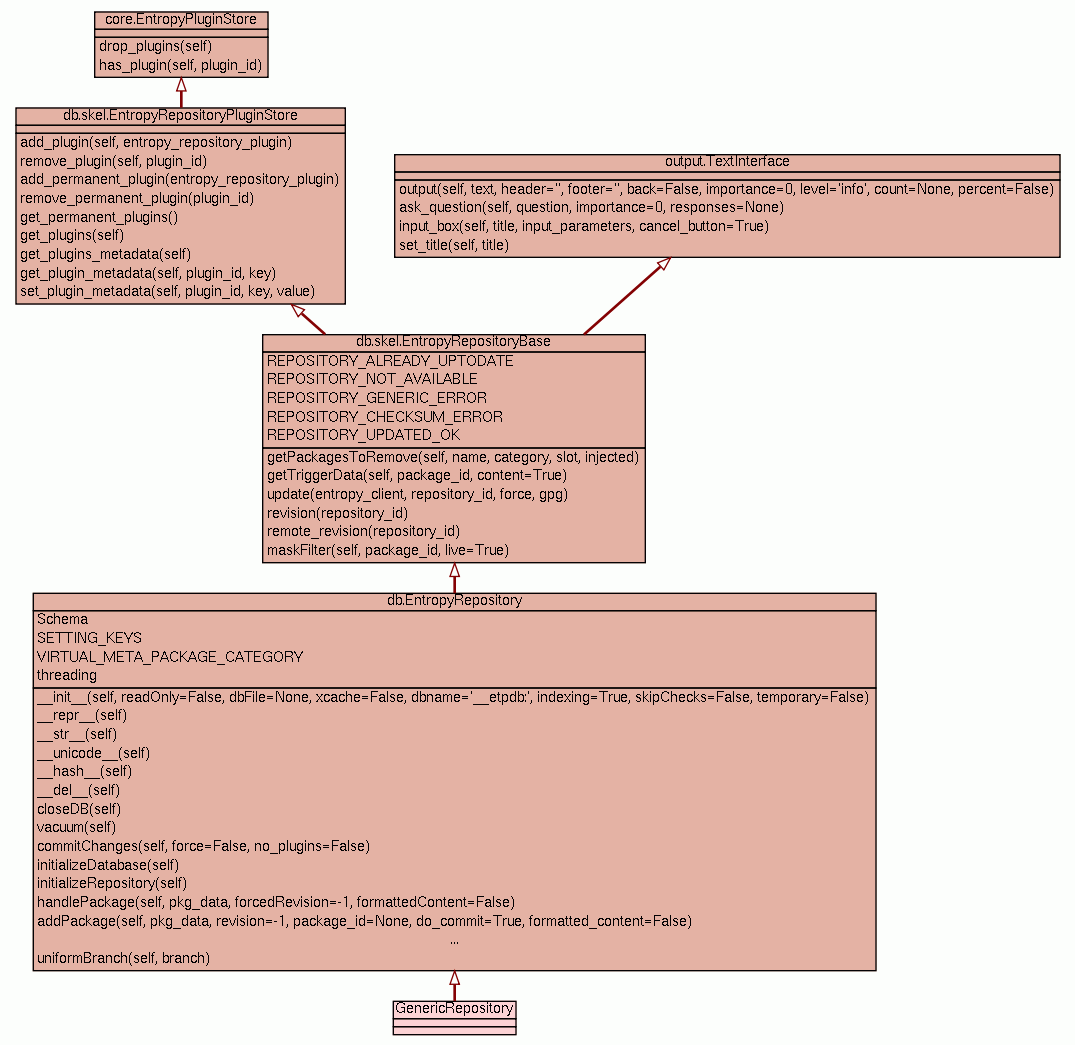 core.EntropyPluginStore
drop_plugins(self)
has_plugin(self, plugin_id)
db.skel.EntropyRepositoryPluginStore
add_plugin(self, entropy_repository_plugin)
remove_plugin(self, plugin_id)
add_permanent_plugin(entropy_repository_plugin)
remove_permanent_plugin(plugin_id)
get_permanent_plugins()
get_plugins(self)
get_plugins_metadata(self)
get_plugin_metadata(self, plugin_id, key)
set_plugin_metadata(self, plugin_id, key, value)
output.TextInterface
output(self, text, header='', footer='', back=False, importance=0, level='info', count=None, percent=False)
ask_question(self, question, importance=0, responses=None)
input_box(self, title, input_parameters, cancel_button=True)
set_title(self, title)
db.skel.EntropyRepositoryBase
REPOSITORY_ALREADY_UPTODATE
REPOSITORY_NOT_AVAILABLE
REPOSITORY_GENERIC_ERROR
REPOSITORY_CHECKSUM_ERROR
REPOSITORY_UPDATED_OK
getPackagesToRemove(self, name, category, slot, injected)
getTriggerData(self, package_id, content=True)
update(entropy_client, repository_id, force, gpg)
revision(repository_id)
remote_revision(repository_id)
maskFilter(self, package_id, live=True)
db.EntropyRepository
Schema
SETTING_KEYS
VIRTUAL_META_PACKAGE_CATEGORY
threading
__init__(self, readOnly=False, dbFile=None, xcache=False, dbname='__etpdb:', indexing=True, skipChecks=False, temporary=False)
__repr__(self)
__str__(self)
__unicode__(self)
__hash__(self)
__del__(self)
closeDB(self)
vacuum(self)
commitChanges(self, force=False, no_plugins=False)
initializeDatabase(self)
initializeRepository(self)
handlePackage(self, pkg_data, forcedRevision=-1, formattedContent=False)
addPackage(self, pkg_data, revision=-1, package_id=None, do_commit=True, formatted_content=False)
...
uniformBranch(self, branch)
GenericRepository